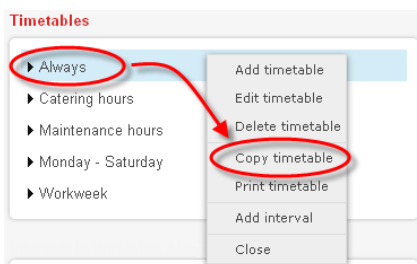 Timetables
Always
Catering hours
Maintenance hours
Monday - Saturday
Workweek
Add timetable
Edit timetable
Delete timetable
Copy timetable
Print timetable
Add interval
Close